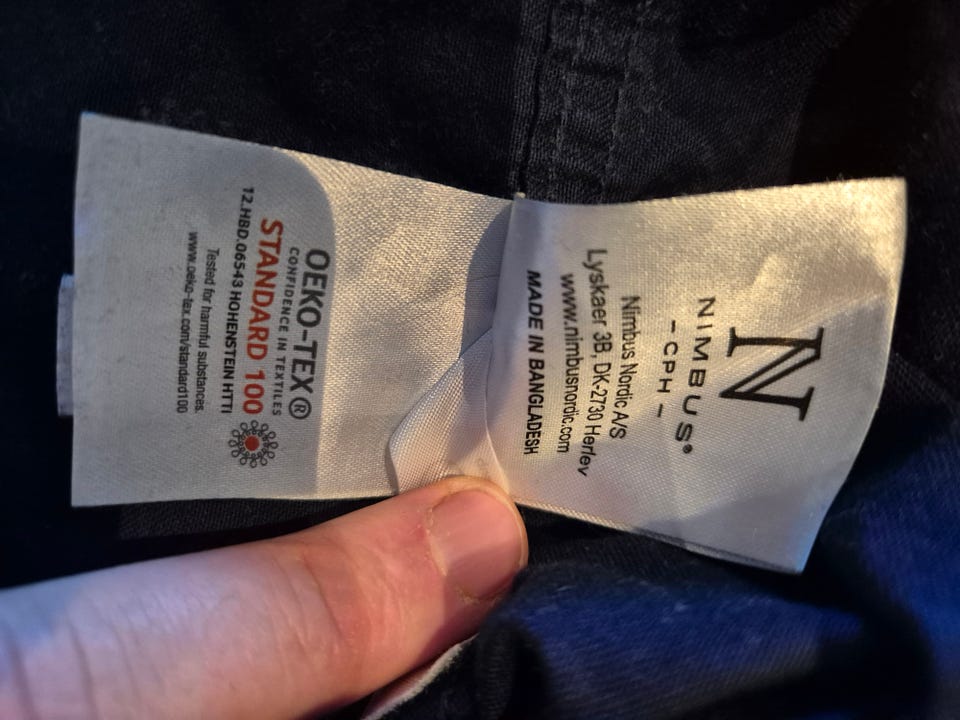 N
NIMBUS®
- CPH -
Nimbus Nordic A/S
Lyskaer 3B, DK-2730 Herlev
www.nimbusnordic.com
MADE IN BANGLADESH
OEKO-TEX®
CONFIDENCE IN TEXTILES
STANDARD 100
12.HBD.06543 HOHENSTEIN HTTI
Tested for harmful substances.
www.oeko-tex.com/standard100